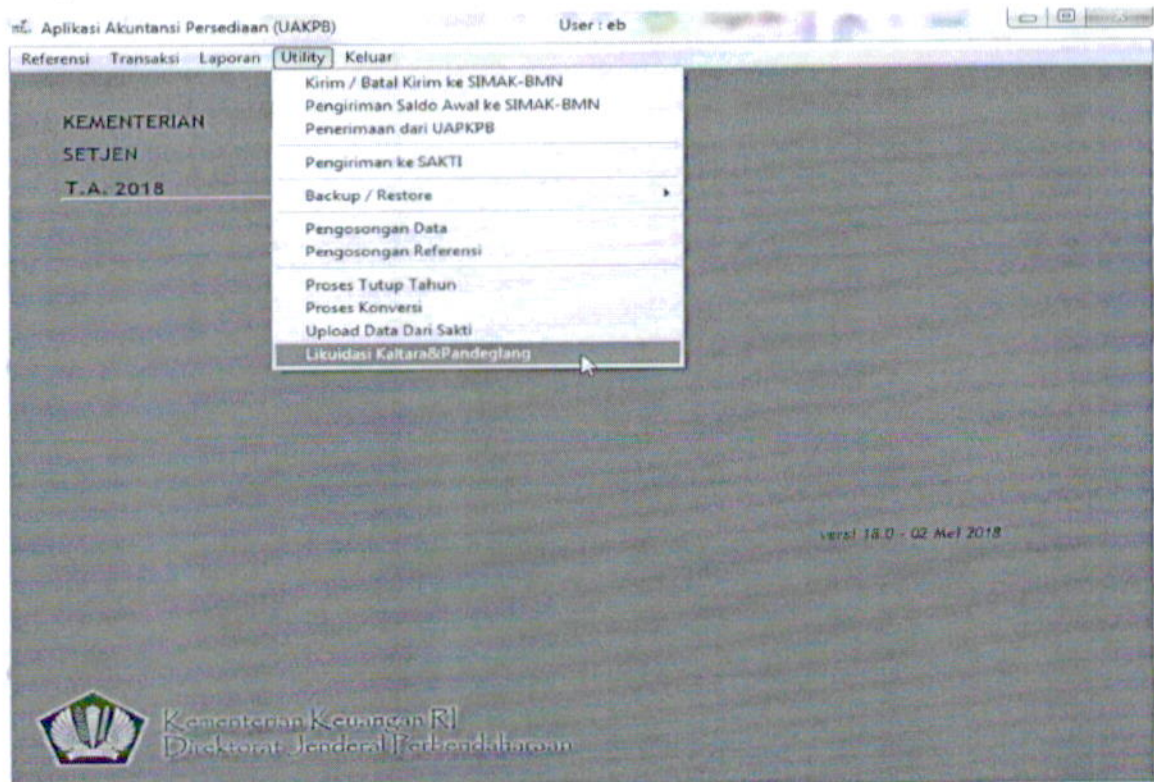 Aplikasi Akuntansi Persediaan (UAKPB) User : eb
Referensi Transaksi Laporan Utility Keluar
Kirim / Batal Kirim ke SIMAK-BMN
Pengiriman Saldo Awal ke SIMAK-BMN
Penerimaan dari UAPKPB
Pengiriman ke SAKTI
Backup / Restore
Pengosongan Data
Pengosongan Referensi
Proses Tutup Tahun
Proses Konversi
Upload Data Dari Sakti
Likuidasi Kaltara&Pandeglang
KEMENTERIAN
SETJEN
T.A. 2018
versi 18.0 - 02 Mei 2018
Kementerian Keuangan RI
Direktorat Jenderal Perbendaharaan